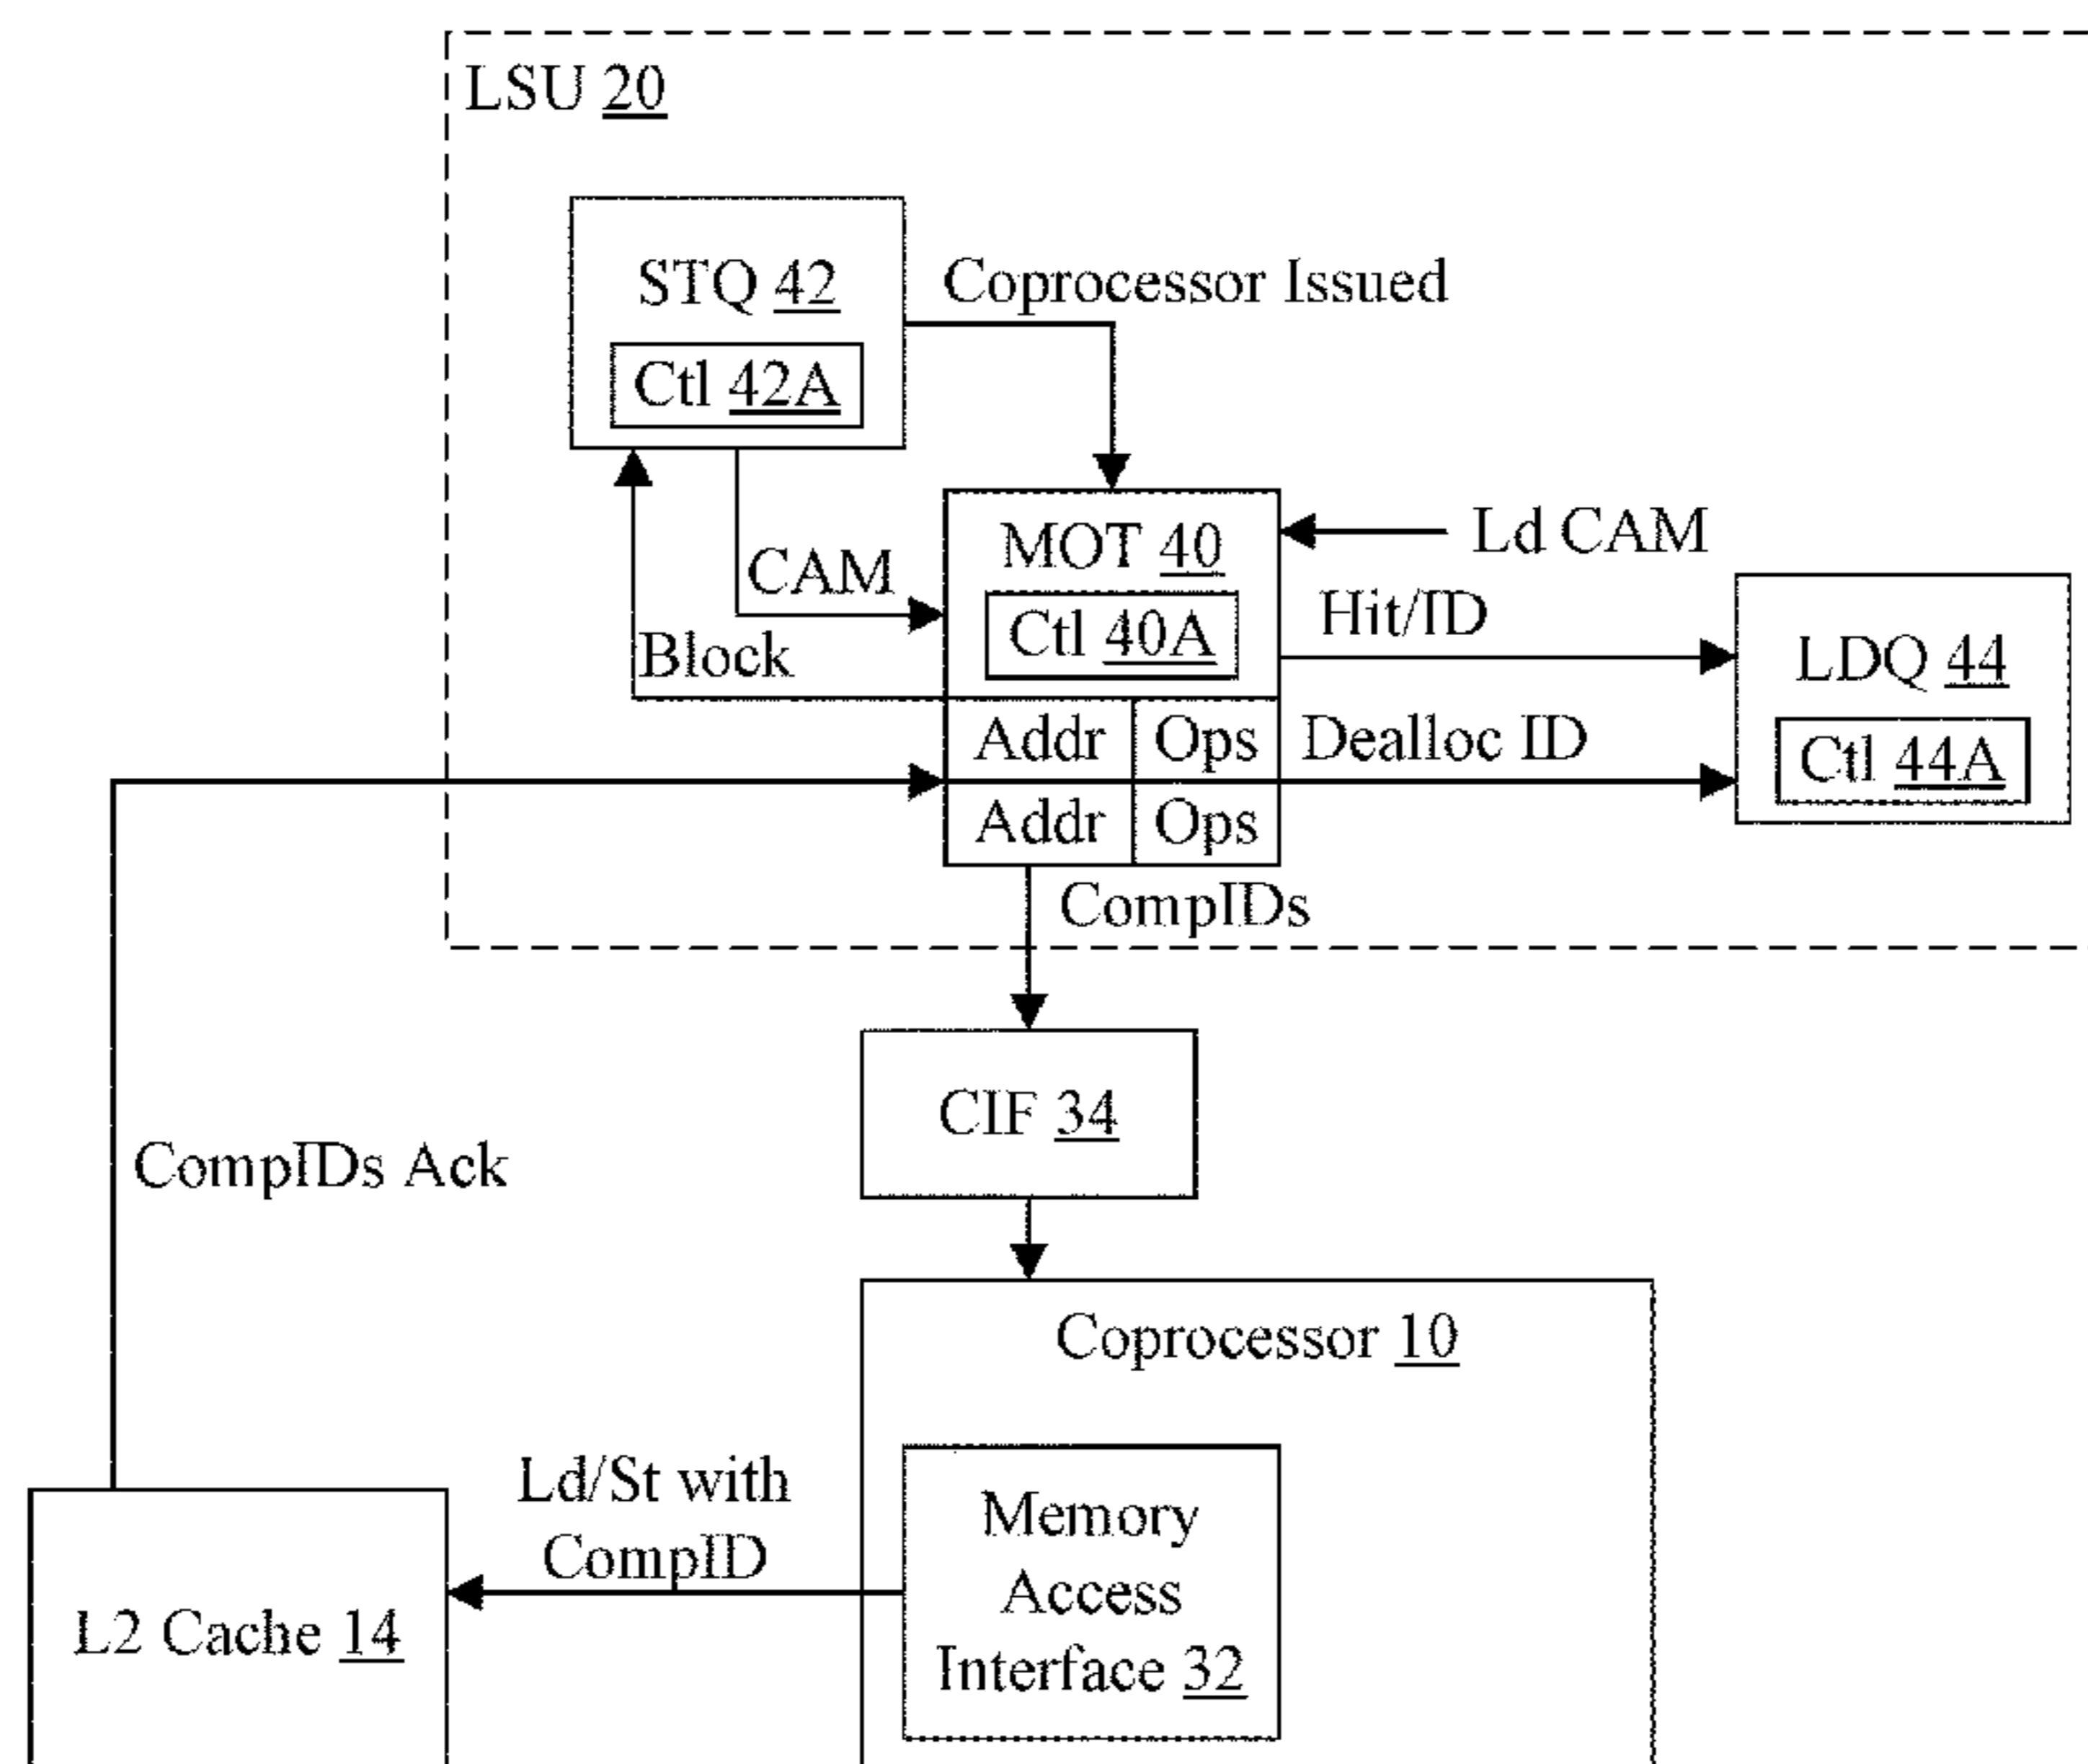 LSU 20
STQ 42
Ctl 42A
Coprocessor Issued
MOT 40
Ctl 40A
Ld CAM
CAM
Block
Hit/ID
LDQ 44
Ctl 44A
Addr Ops
Dealloc ID
Addr Ops
CompIDs
CIF 34
CompIDs Ack
Coprocessor 10
Ld/St with
CompID
Memory
Access
Interface 32
L2 Cache 14